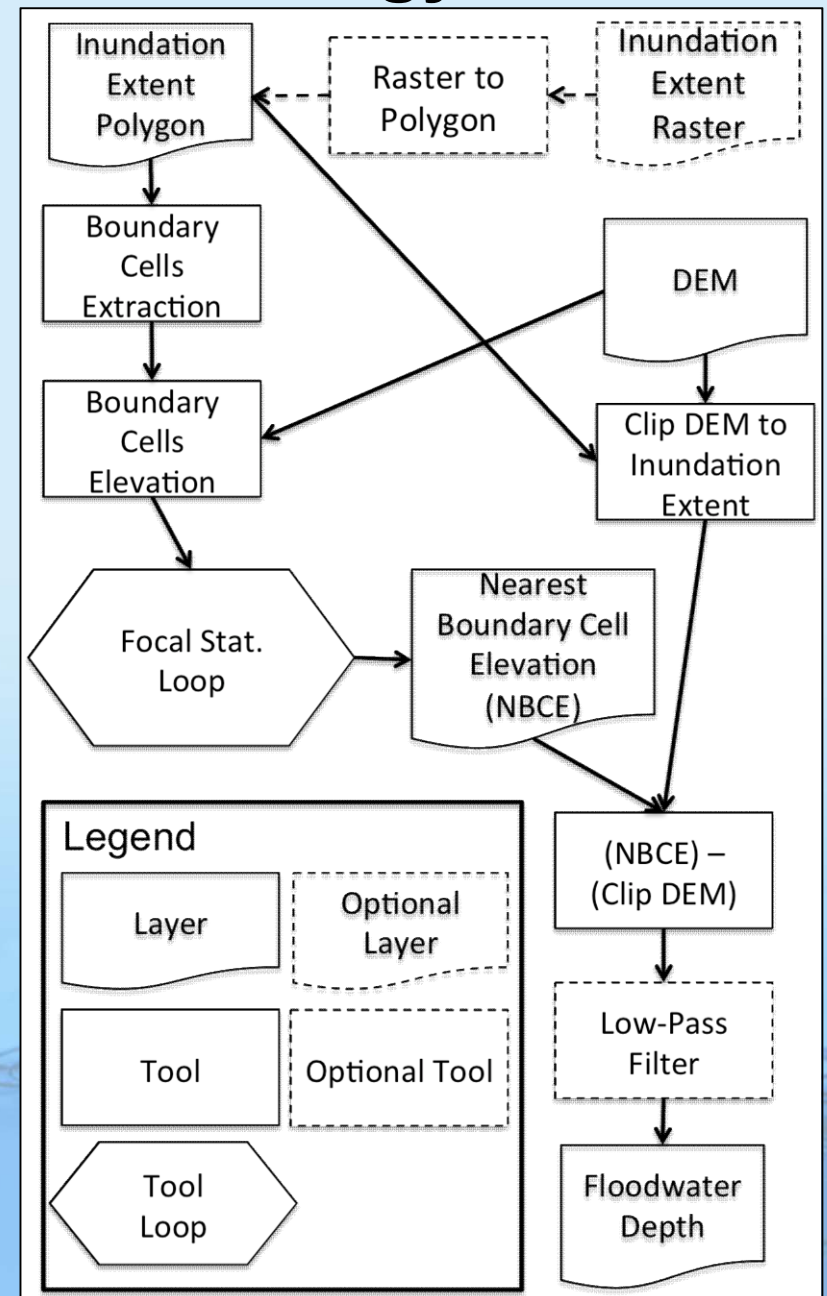 Inundation
Extent
Polygon
Raster to
Polygon
Inundation
Extent
Raster
Boundary
Cells
Extraction
DEM
Boundary
Cells
Elevation
Clip DEM to
Inundation
Extent
Focal Stat.
Loop
Nearest
Boundary Cell
Elevation
(NBCE)
(NBCE) –
(Clip DEM)
Low-Pass
Filter
Floodwater
Depth
Legend
Layer
Optional
Layer
Tool
Optional Tool
Tool
Loop